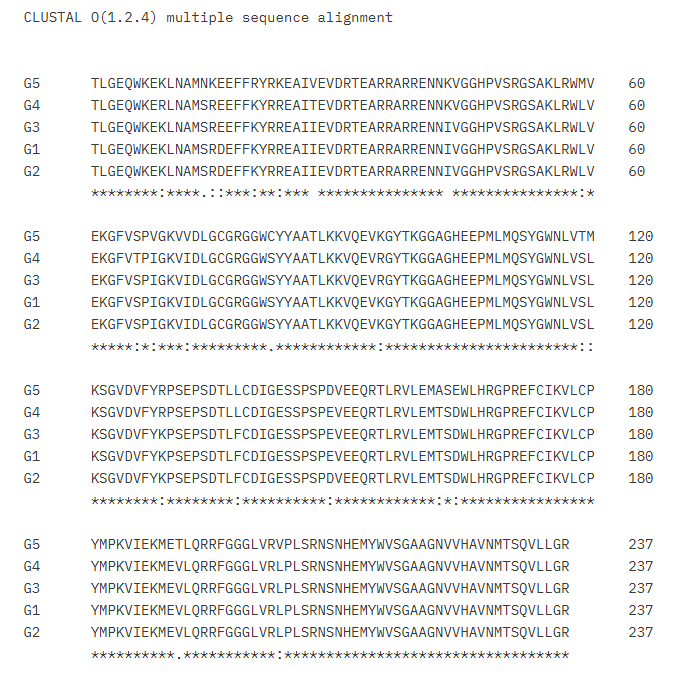 CLUSTAL O(1.2.4) multiple sequence alignment
G5 TLGEQWKEKLNAMNKEEFFRYRKEAIVEVDRTEARRARRENNKVGGHPVSRGSAKLRWMV 60
G4 TLGEQWKERLNAMSREEFFKYRREAITEVDRTEARRARRENNKVGGHPVSRGSAKLRWLV 60
G3 TLGEQWKEKLNAMSREEFFKYRREAIIEVDRTEARRARRENNIVGGHPVSRGSAKLRWLV 60
G1 TLGEQWKEKLNAMSRDEFFKYRREAIIEVDRTEARRARRENNIVGGHPVSRGSAKLRWLV 60
G2 TLGEQWKEKLNAMSRDEFFKYRREAIIEVDRTEARRARRENNIVGGHPVSRGSAKLRWLV 60
********:****.::***:**:*** *************** ***************:*
G5 EKGFVSPVGKVVDLGCGRGGWCYYAATLKKVQEVKGYTKGGAGHEEPMLMQSYGWNLVTM 120
G4 EKGFVTPIGKVIDLGCGRGGWSYYAATLKKVQEVRGYTKGGAGHEEPMLMQSYGWNLVSL 120
G3 EKGFVSPIGKVIDLGCGRGGWSYYAATLKKVQEVRGYTKGGAGHEEPMLMQSYGWNLVSL 120
G1 EKGFVSPIGKVIDLGCGRGGWSYYAATLKKVQEVKGYTKGGAGHEEPMLMQSYGWNLVSL 120
G2 EKGFVSPIGKVIDLGCGRGGWSYYAATLKKVQEVKGYTKGGAGHEEPMLMQSYGWNLVSL 120
*****:*:***:*********.************:***********************::
G5 KSGVDVFYRPSEPSDTLLCDIGESSPSPDVEEQRTLRVLEMASEWLHRGPREFCIKVLCP 180
G4 KSGVDVFYRPSEPSDTLFCDIGESSPSPEVEEQRTLRVLEMTSDWLHRGPREFCIKVLCP 180
G3 KSGVDVFYKPSEPSDTLFCDIGESSPSPEVEEQRTLRVLEMTSDWLHRGPREFCIKVLCP 180
G1 KSGVDVFYKPSEPSDTLFCDIGESSPSPEVEEQRTLRVLEMTSDWLHRGPREFCIKVLCP 180
G2 KSGVDVFYKPSEPSDTLFCDIGESSPSPDVEEQRTLRVLEMTSDWLHRGPREFCIKVLCP 180
********:********:**********:************:*:****************
G5 YMPKVIEKMETLQRRFGGGLVRVPLSRNSNHEMYWVSGAAGNVVHAVNMTSQVLLGR 237
G4 YMPKVIEKMEVLQRRFGGGLVRLPLSRNSNHEMYWVSGAAGNVVHAVNMTSQVLLGR 237
G3 YMPKVIEKMEVLQRRFGGGLVRLPLSRNSNHEMYWVSGAAGNVVHAVNMTSQVLLGR 237
G1 YMPKVIEKMEVLQRRFGGGLVRLPLSRNSNHEMYWVSGAAGNVVHAVNMTSQVLLGR 237
G2 YMPKVIEKMEVLQRRFGGGLVRLPLSRNSNHEMYWVSGAAGNVVHAVNMTSQVLLGR 237
**********.***********:**********************************